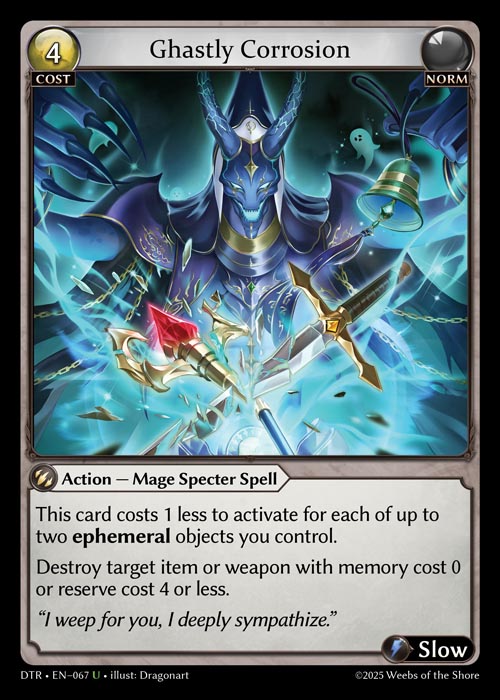 4
Ghastly Corrosion
COST
NORM
Action — Mage Specter Spell
This card costs 1 less to activate for each of up to
two ephemeral objects you control.
Destroy target item or weapon with memory cost 0
or reserve cost 4 or less.
“I weep for you, I deeply sympathize.”
Slow
DTR • EN–067 U • illust: Dragonart
©2025 Weebs of the Shore